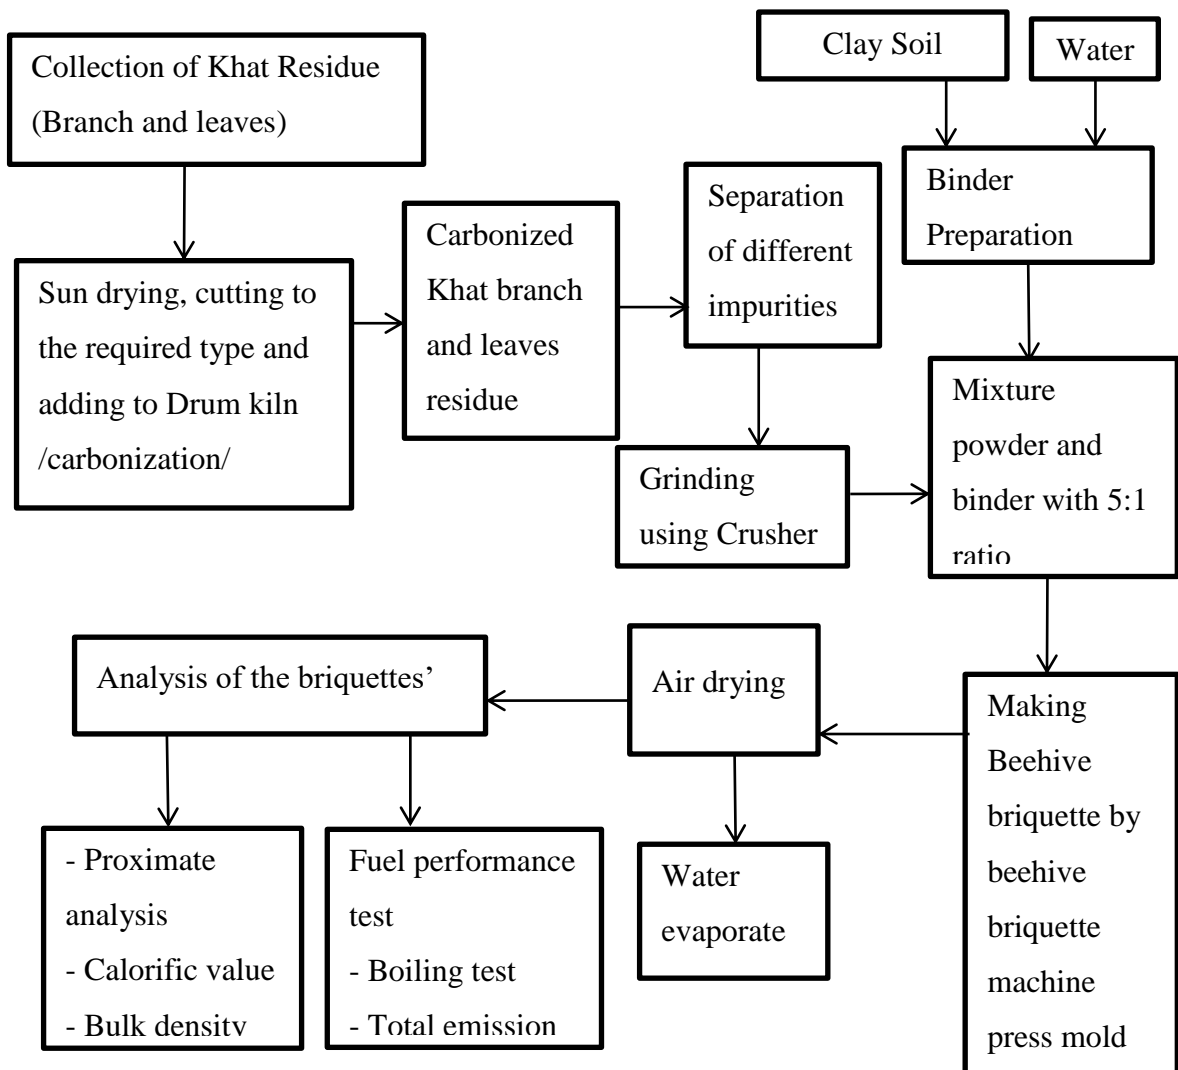 Collection of Khat Residue
(Branch and leaves)
Clay Soil
Water
Binder
Preparation
Sun drying, cutting to
the required type and
adding to Drum kiln
/carbonization/
Carbonized
Khat branch
and leaves
residue
Separation
of different
impurities
Grinding
using Crusher
Mixture
powder and
binder with 5:1
ratio
Making
Beehive
briquette by
beehive
briquette
machine
press mold
Air drying
Water
evaporate
Analysis of the briquettes’
- Proximate
analysis
- Calorific value
- Bulk density
Fuel performance
test
- Boiling test
- Total emission